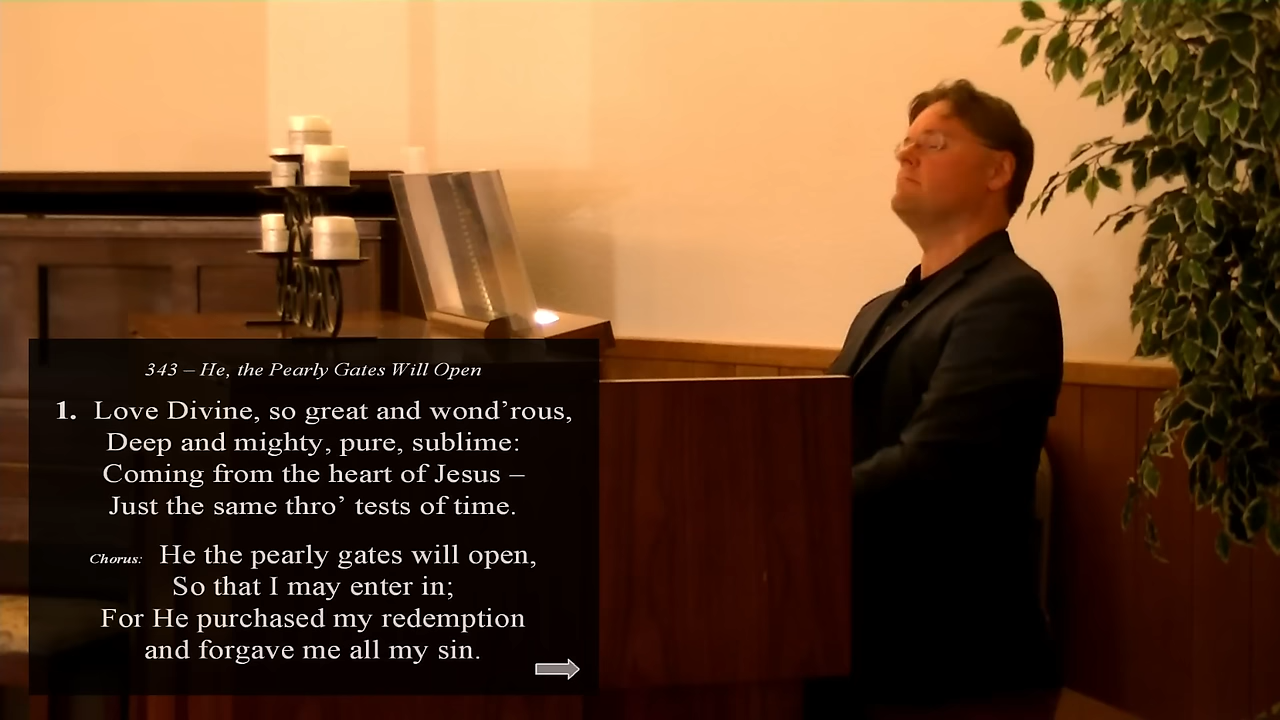 343 – He, the Pearly Gates Will Open
1. Love Divine, so great and wond’rous,
Deep and mighty, pure, sublime:
Coming from the heart of Jesus –
Just the same thro’ tests of time.
Chorus: He the pearly gates will open,
So that I may enter in;
For He purchased my redemption
and forgave me all my sin.